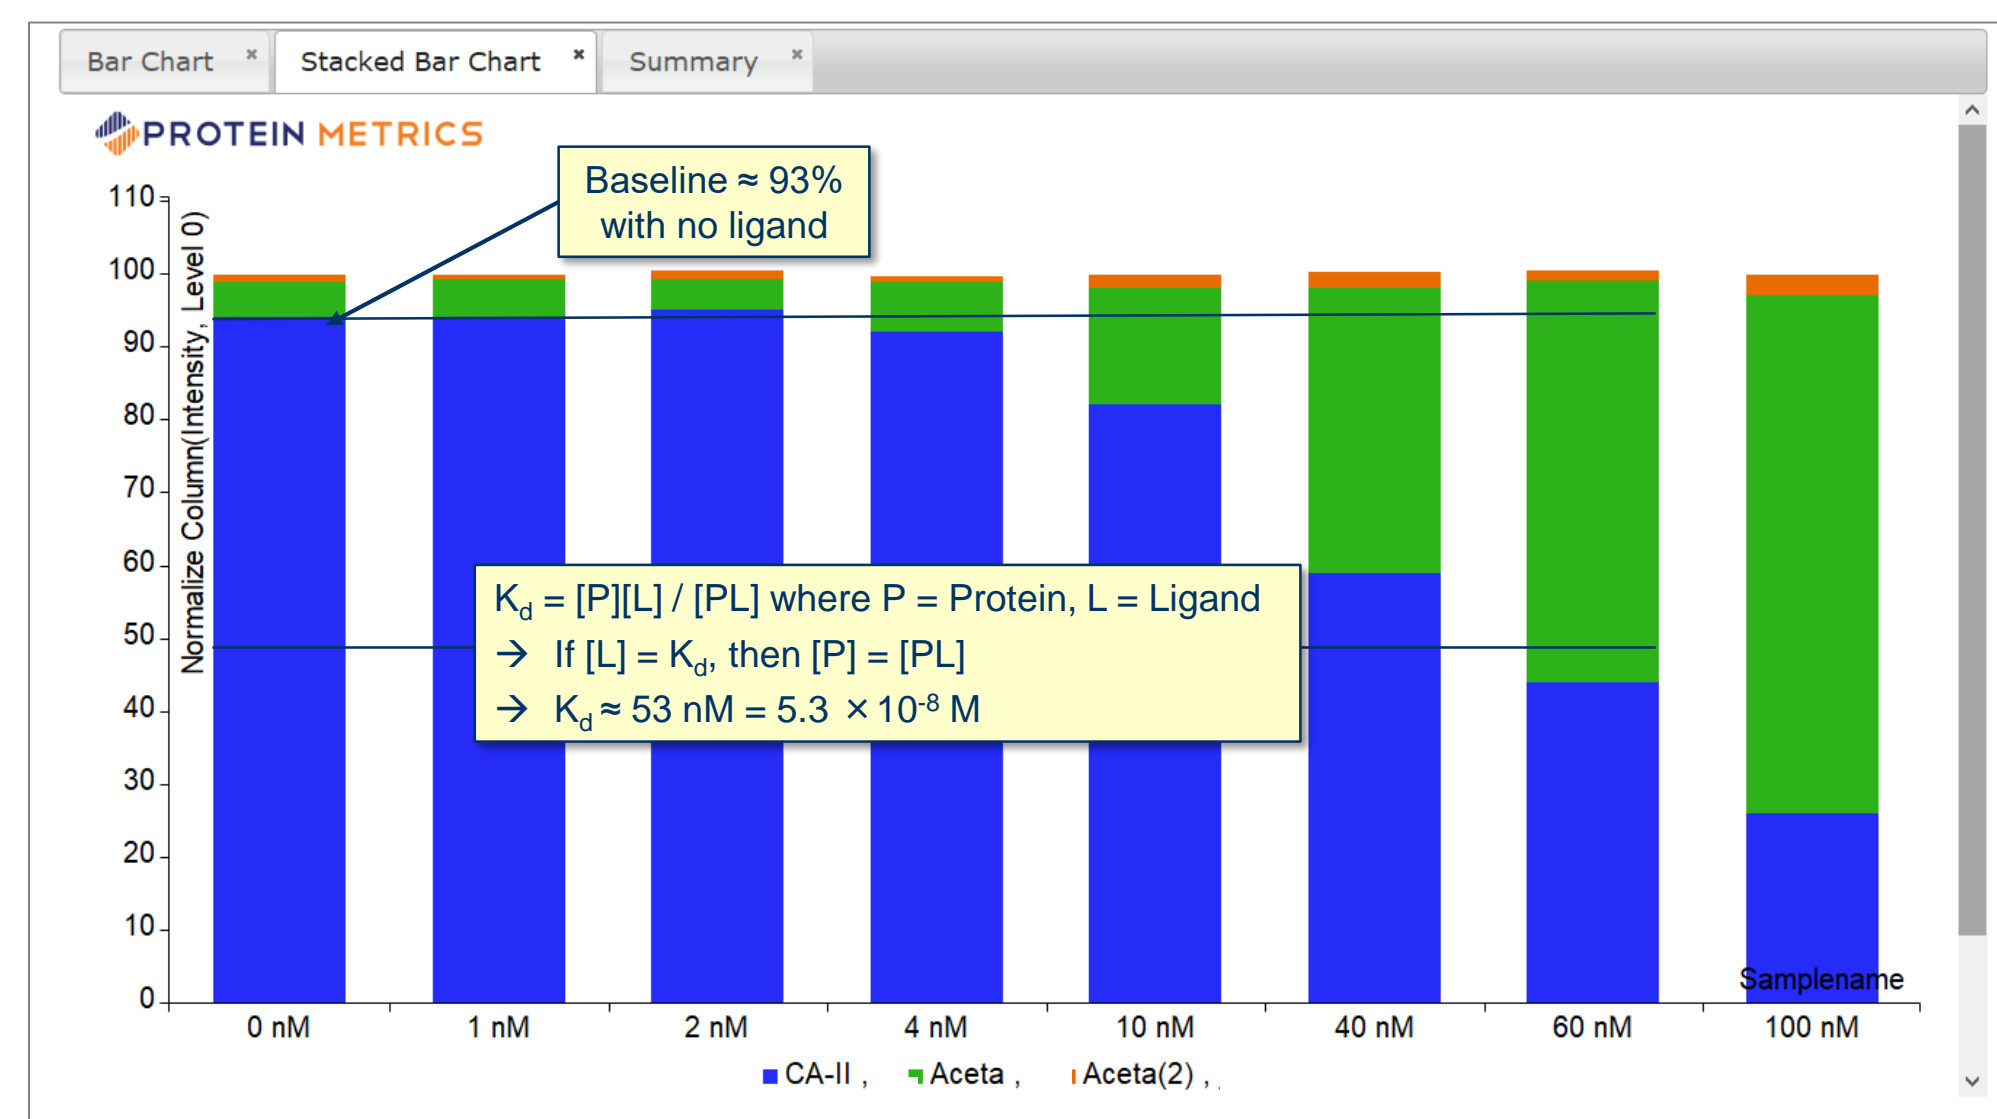 Bar Chart × Stacked Bar Chart × Summary ×
PROTEIN METRICS
Baseline ≈ 93%
with no ligand
110
100
90
80
70
60
50
40
30
20
10
0
Normalize Column(Intensity, Level 0)
K_d = [P][L] / [PL] where P = Protein, L = Ligand
→ If [L] = K_d, then [P] = [PL]
→ K_d ≈ 53 nM = 5.3 × 10⁻⁸ M
Samplename
0 nM 1 nM 2 nM 4 nM 10 nM 40 nM 60 nM 100 nM
CA-II , Aceta , Aceta(2) , ,